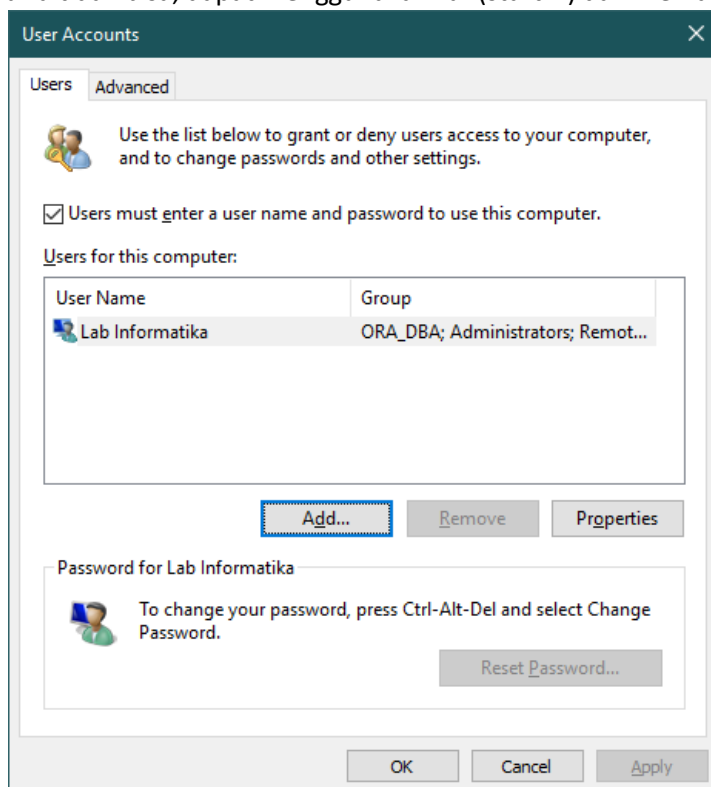 User Accounts
Users Advanced
Use the list below to grant or deny users access to your computer,
and to change passwords and other settings.
Users must enter a user name and password to use this computer.
Users for this computer:
User Name Group
Lab Informatika ORA_DBA; Administrators; Remot...
Add... Remove Properties
Password for Lab Informatika
To change your password, press Ctrl-Alt-Del and select Change
Password.
Reset Password...
OK Cancel Apply